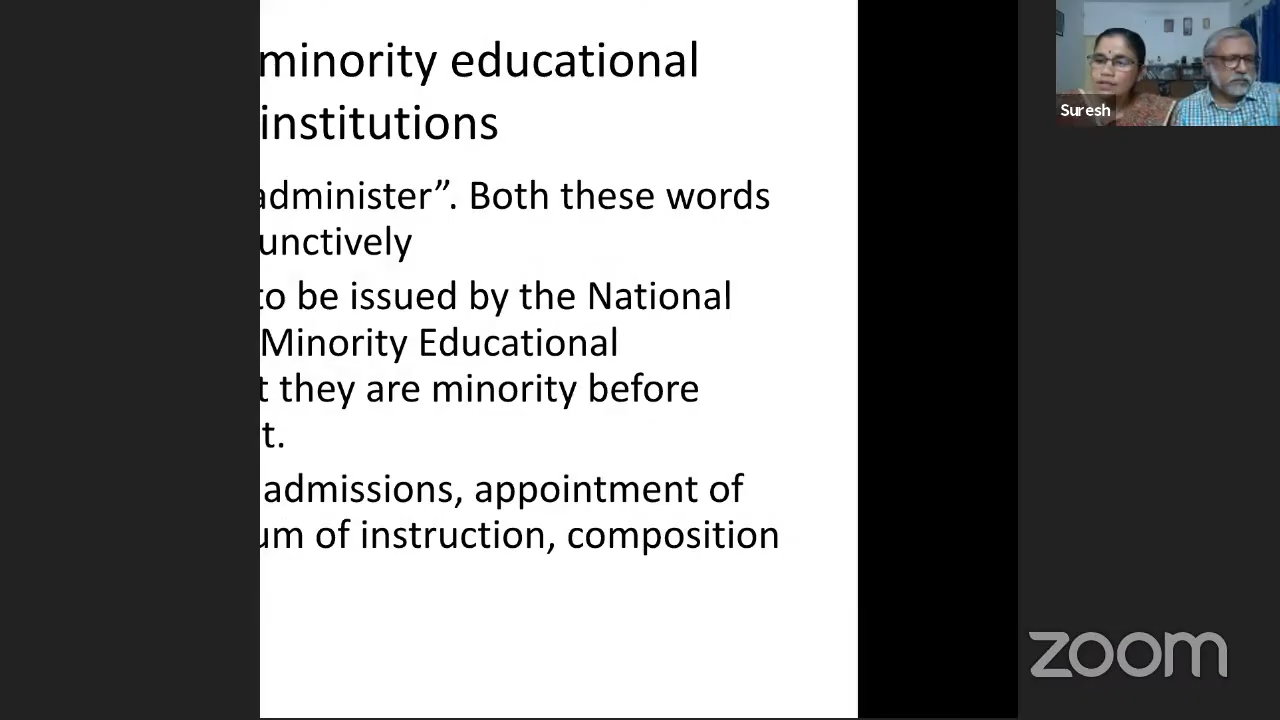 minority educational
institutions
administer”. Both these words
unctively
to be issued by the National
Minority Educational
t they are minority before
t.
admissions, appointment of
um of instruction, composition
Suresh
zoom